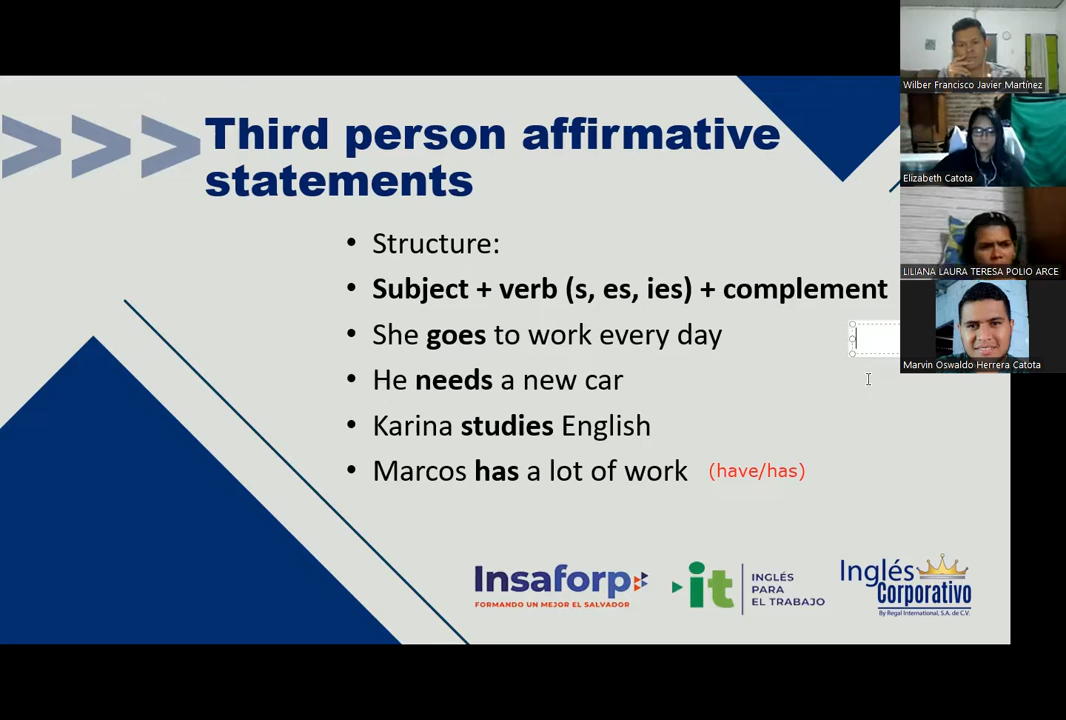 >>> Third person affirmative
statements
• Structure:
• Subject + verb (s, es, ies) + complement
• She goes to work every day
• He needs a new car
• Karina studies English
• Marcos has a lot of work (have/has)
Insaforp
FORMANDO UN MEJOR EL SALVADOR
it
INGLÉS
PARA
EL TRABAJO
Inglés
Corporativo
By Regal International, S.A. de C.V.
Wilber Francisco Javier Martínez
Elizabeth Catota
LILIANA LAURA TERESA POLIO ARCE
Marvin Oswaldo Herrera Catota